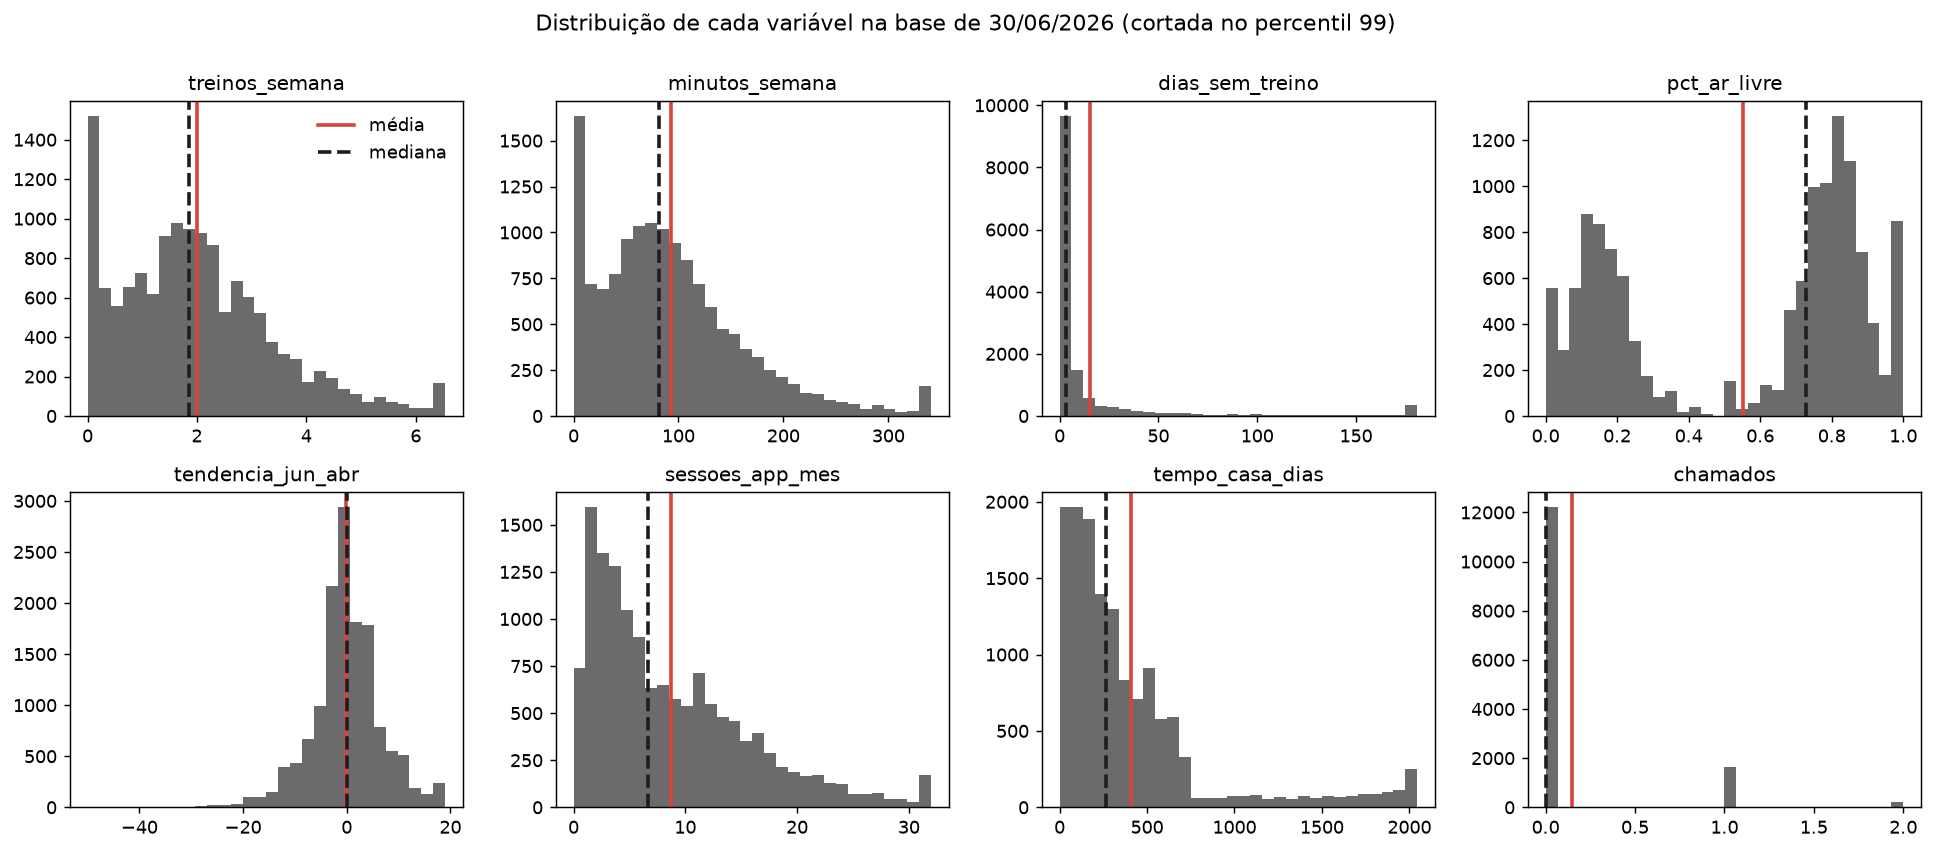 Distribuição de cada variável na base de 30/06/2026 (cortada no percentil 99)
treinos_semana
média
mediana
0 200 400 600 800 1000 1200 1400
0 2 4 6
minutos_semana
0 250 500 750 1000 1250 1500
0 100 200 300
dias_sem_treino
0 2000 4000 6000 8000 10000
0 50 100 150
pct_ar_livre
0 200 400 600 800 1000 1200
0.0 0.2 0.4 0.6 0.8 1.0
tendencia_jun_abr
0 500 1000 1500 2000 2500 3000
−40 −20 0 20
sessoes_app_mes
0 250 500 750 1000 1250 1500
0 10 20 30
tempo_casa_dias
0 500 1000 1500 2000
0 500 1000 1500 2000
chamados
0 2000 4000 6000 8000 10000 12000
0.0 0.5 1.0 1.5 2.0